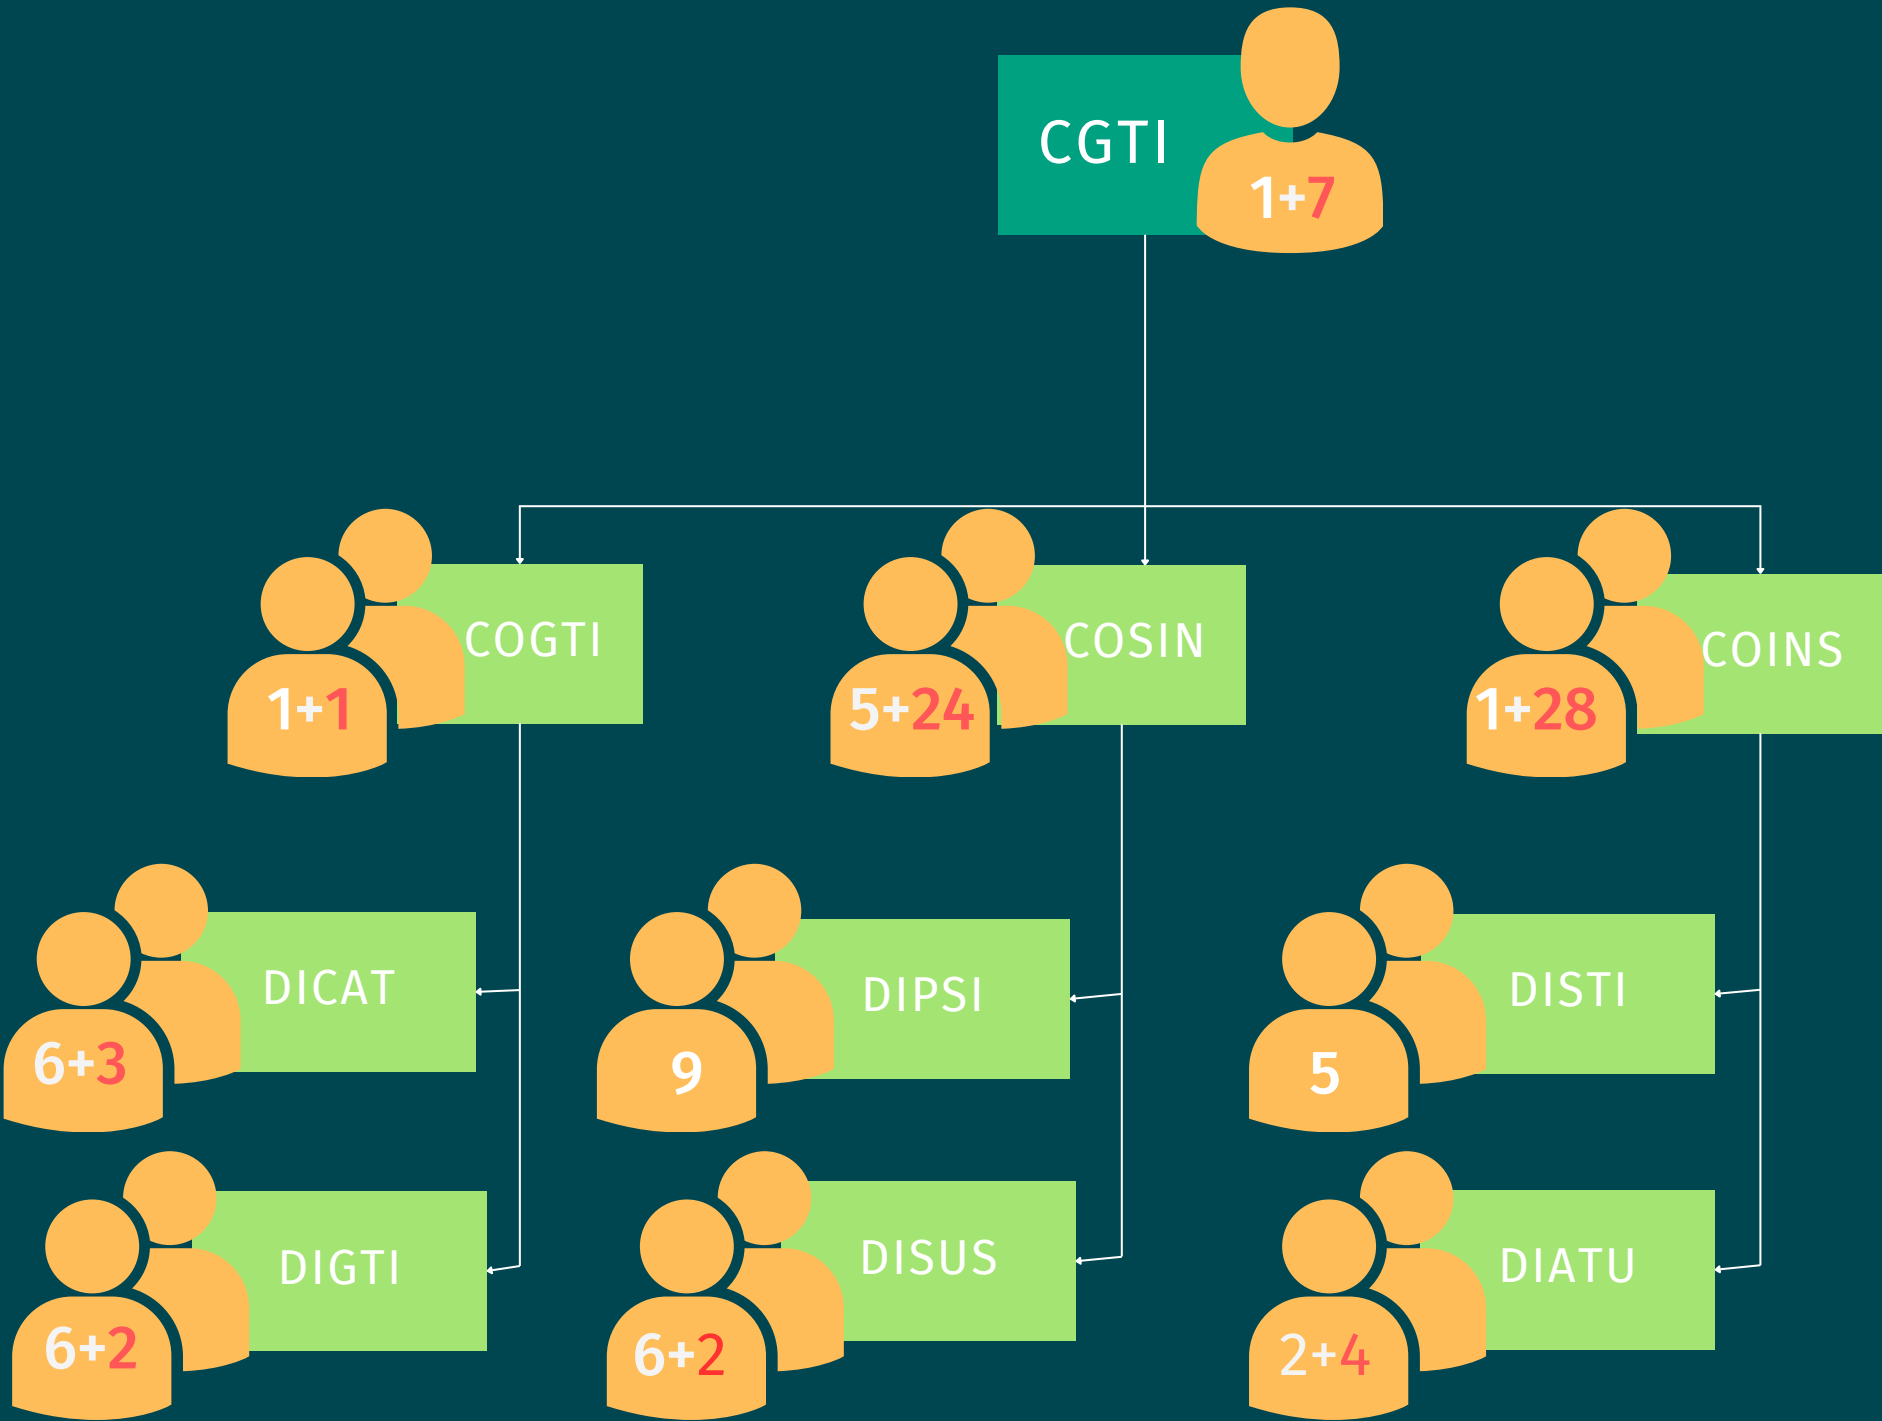 CGTI
1+7
COGTI
1+1
COSIN
5+24
COINS
1+28
DICAT
6+3
DIPSI
9
DISTI
5
DIGTI
6+2
DISUS
6+2
DIATU
2+4